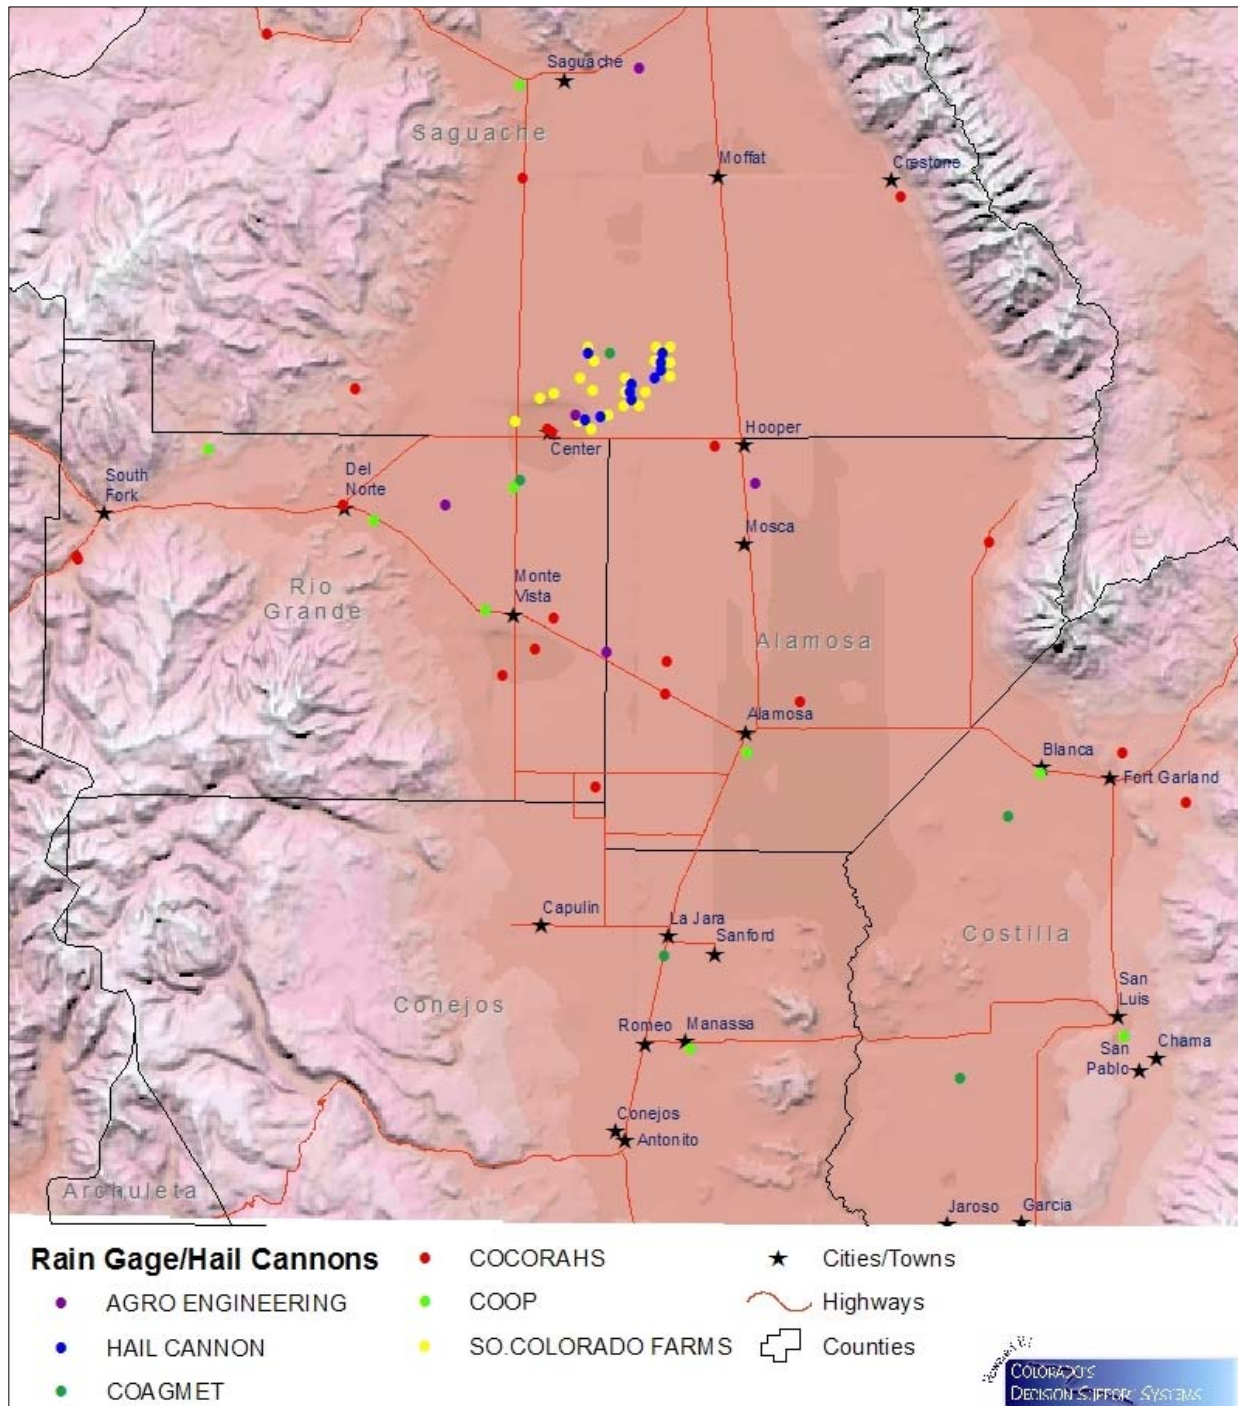 Saguache
Saguache
Moffat
Crestone
Hooper
Center
South
Fork
Del
Norte
Mosca
Monte
Vista
Rio
Grande
Alamosa
Alamosa
Blanca
Fort Garland
Capulin
La Jara
Sanford
Costilla
San
Luis
Conejos
Romeo
Manassa
Chama
San
Pablo
Conejos
Antonito
Archuleta
Jaroso
Garcia
Rain Gage/Hail Cannons
AGRO ENGINEERING
HAIL CANNON
COAGMET
COCORAHS
COOP
SO.COLORADO FARMS
Cities/Towns
Highways
Counties
COLORADO'S
DECISION SUPPORT SYSTEMS